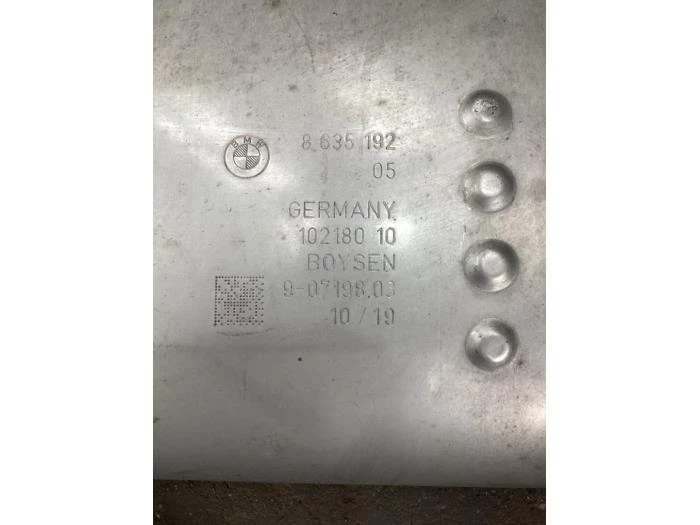 BMW
8 635 192
05
GERMANY
102180 10
BOYSEN
9-07198.03
10/19